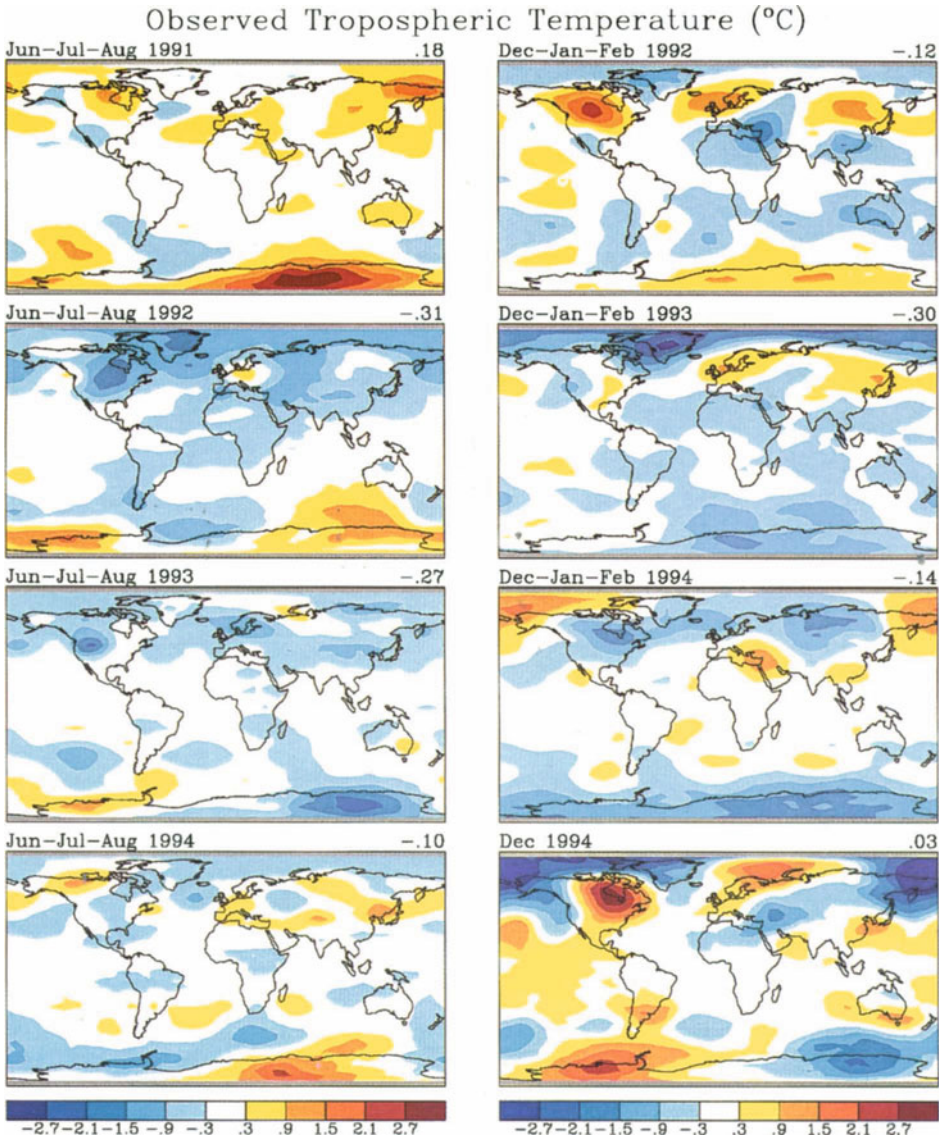 Observed Tropospheric Temperature (ºC)
Jun-Jul-Aug 1991 .18
Dec-Jan-Feb 1992 -.12
Jun-Jul-Aug 1992 -.31
Dec-Jan-Feb 1993 -.30
Jun-Jul-Aug 1993 -.27
Dec-Jan-Feb 1994 -.14
Jun-Jul-Aug 1994 -.10
Dec 1994 .03
-2.7 -2.1 -1.5 -.9 -.3 .3 .9 1.5 2.1 2.7
-2.7 -2.1 -1.5 -.9 -.3 .3 .9 1.5 2.1 2.7